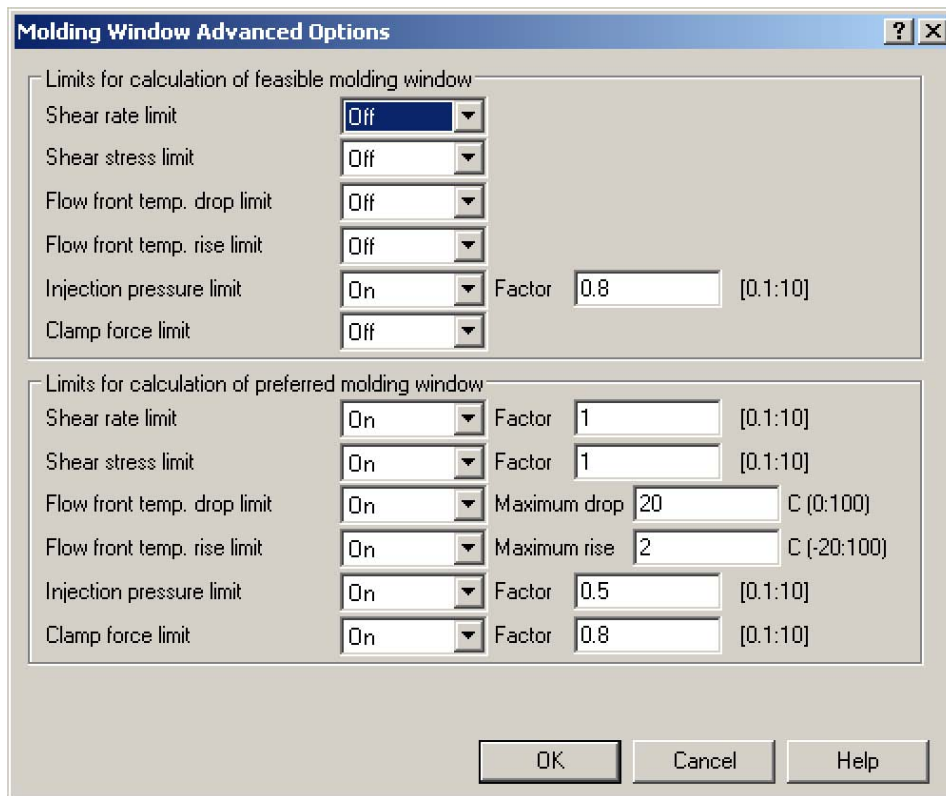 Molding Window Advanced Options ? X
Limits for calculation of feasible molding window
Shear rate limit Off
Shear stress limit Off
Flow front temp. drop limit Off
Flow front temp. rise limit Off
Injection pressure limit On Factor 0.8 [0.1:10]
Clamp force limit Off
Limits for calculation of preferred molding window
Shear rate limit On Factor 1 [0.1:10]
Shear stress limit On Factor 1 [0.1:10]
Flow front temp. drop limit On Maximum drop 20 C (0:100)
Flow front temp. rise limit On Maximum rise 2 C (-20:100)
Injection pressure limit On Factor 0.5 [0.1:10]
Clamp force limit On Factor 0.8 [0.1:10]
OK Cancel Help